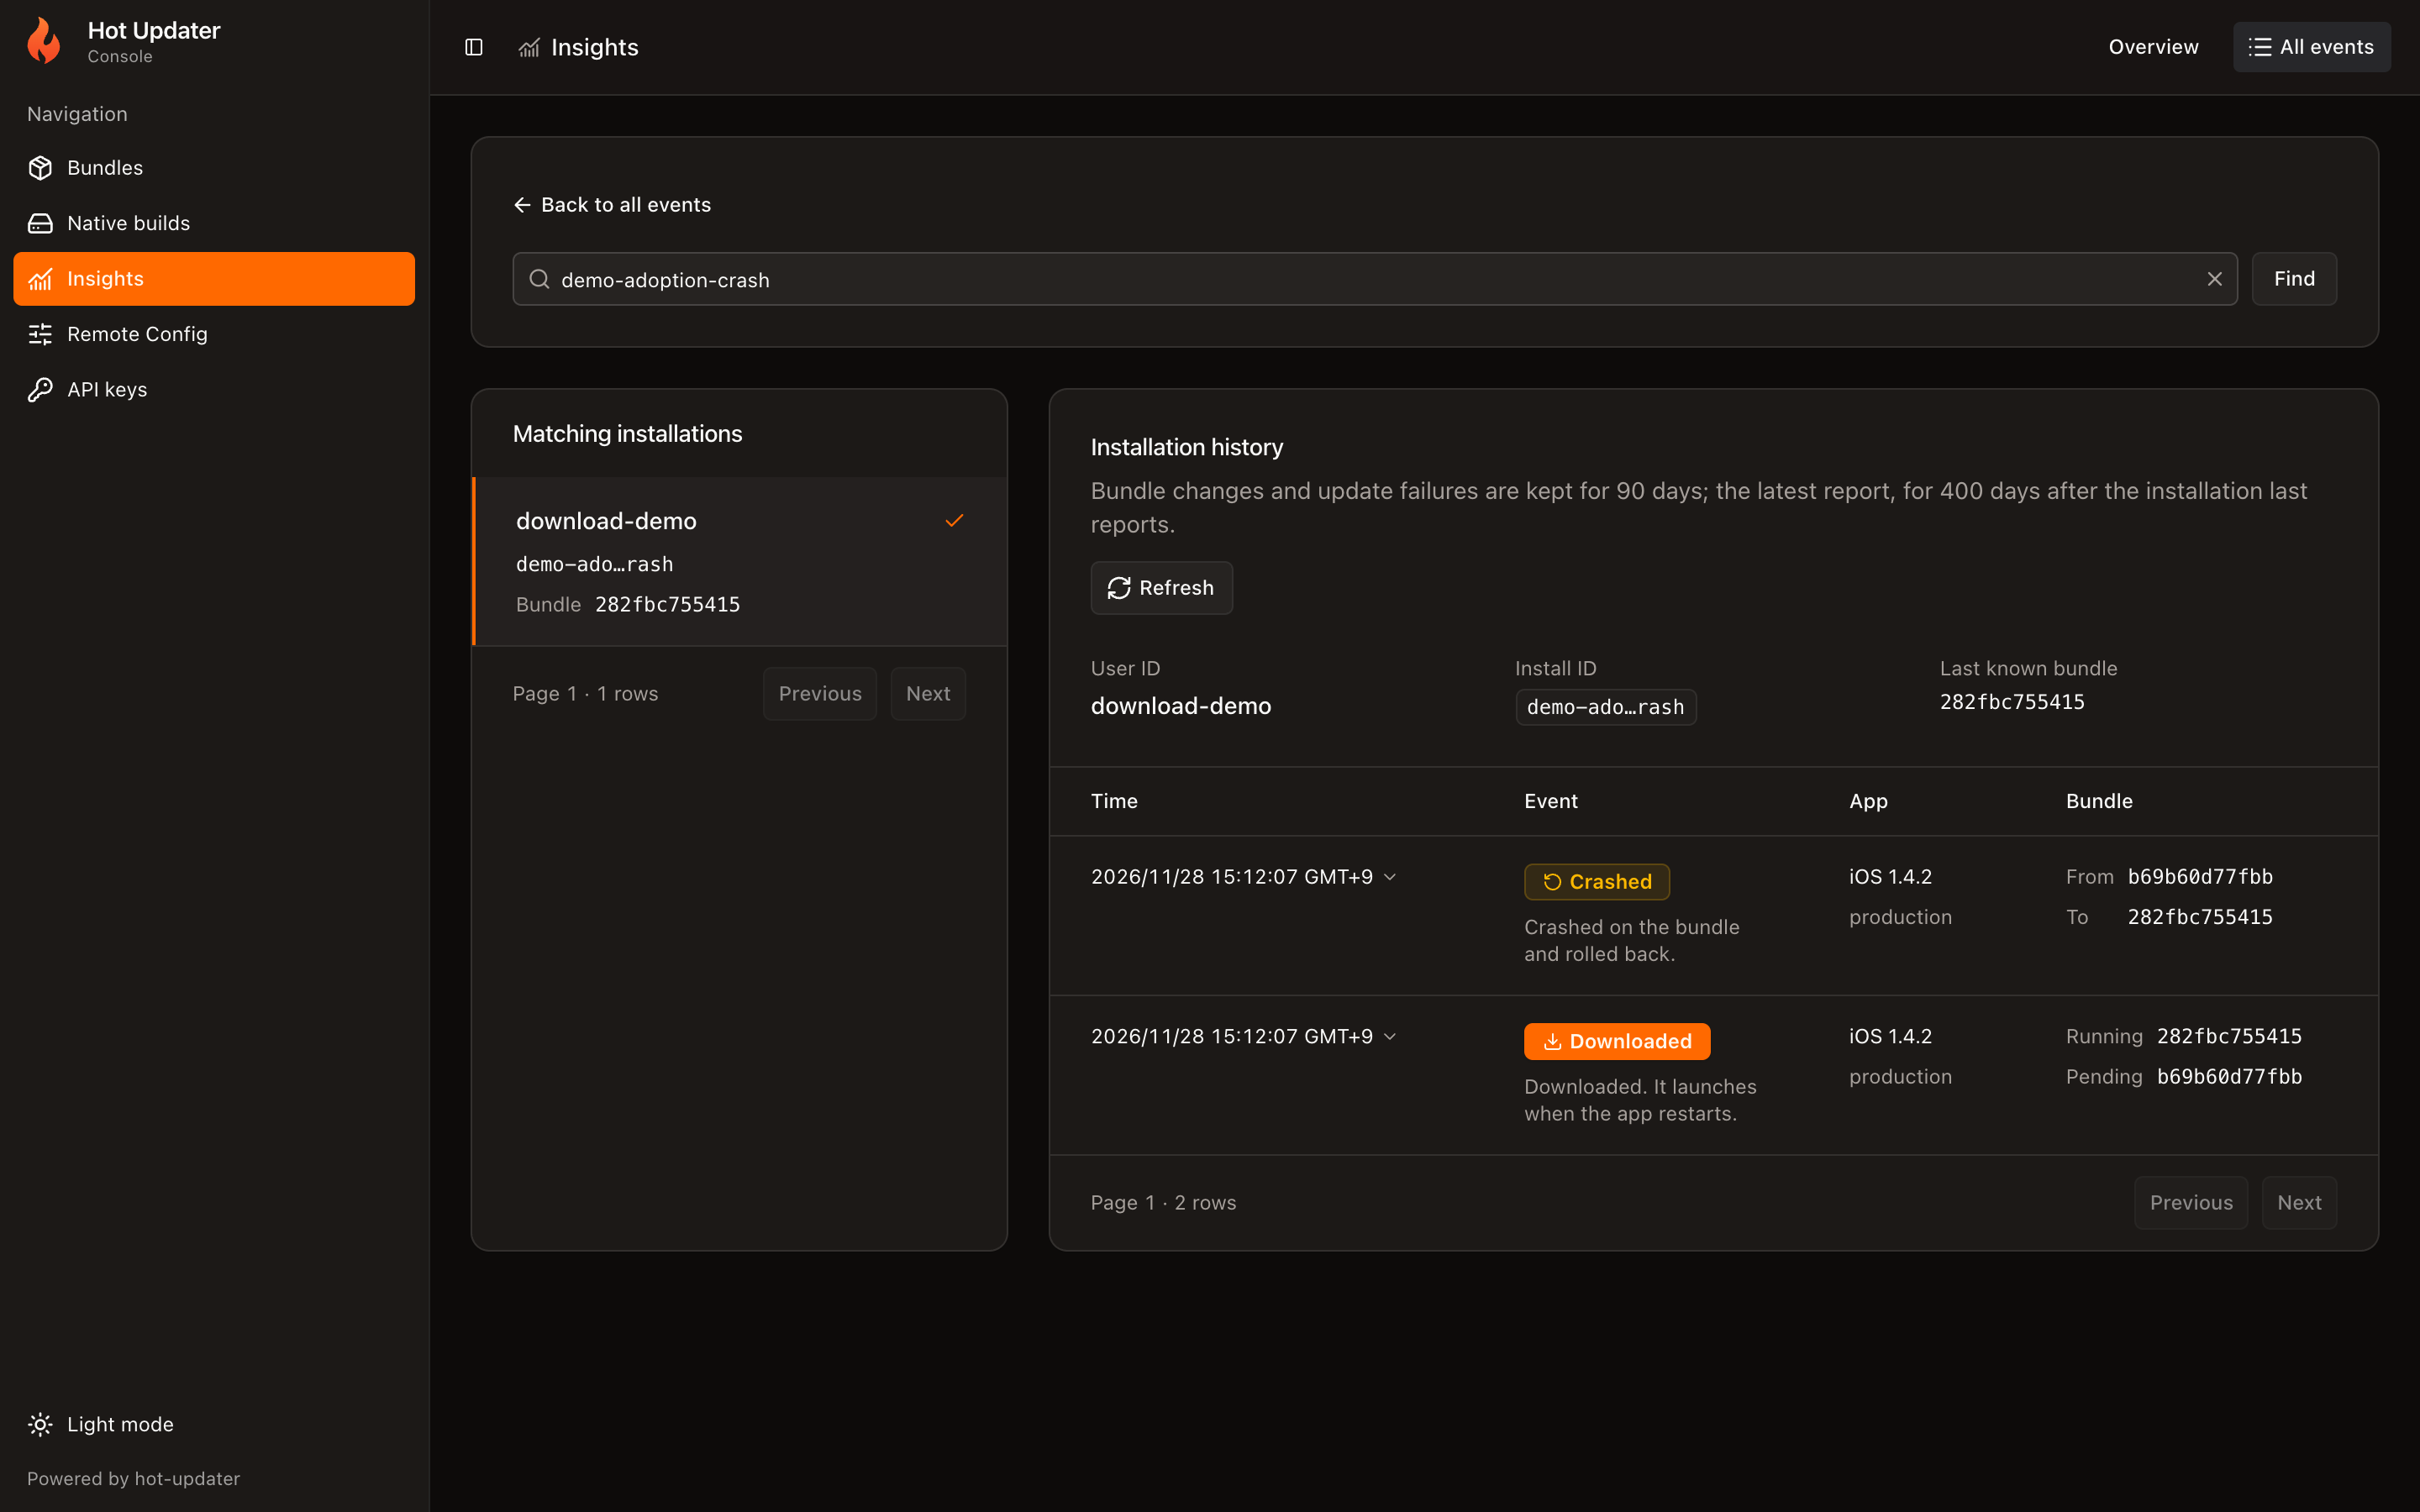 Hot Updater
Console
Navigation
Bundles
Native builds
Insights
Remote Config
API keys
Light mode
Powered by hot-updater
Insights
Overview
All events
Back to all events
demo-adoption-crash
Find
Matching installations
download-demo
demo-ado…rash
Bundle 282fbc755415
Page 1 · 1 rows
Previous
Next
Installation history
Bundle changes and update failures are kept for 90 days; the latest report, for 400 days after the installation last
reports.
Refresh
User ID
download-demo
Install ID
demo-ado…rash
Last known bundle
282fbc755415
Time Event App Bundle
2026/11/28 15:12:07 GMT+9
Crashed
Crashed on the bundle
and rolled back.
iOS 1.4.2
production
From b69b60d77fbb
To 282fbc755415
2026/11/28 15:12:07 GMT+9
Downloaded
Downloaded. It launches
when the app restarts.
iOS 1.4.2
production
Running 282fbc755415
Pending b69b60d77fbb
Page 1 · 2 rows
Previous
Next